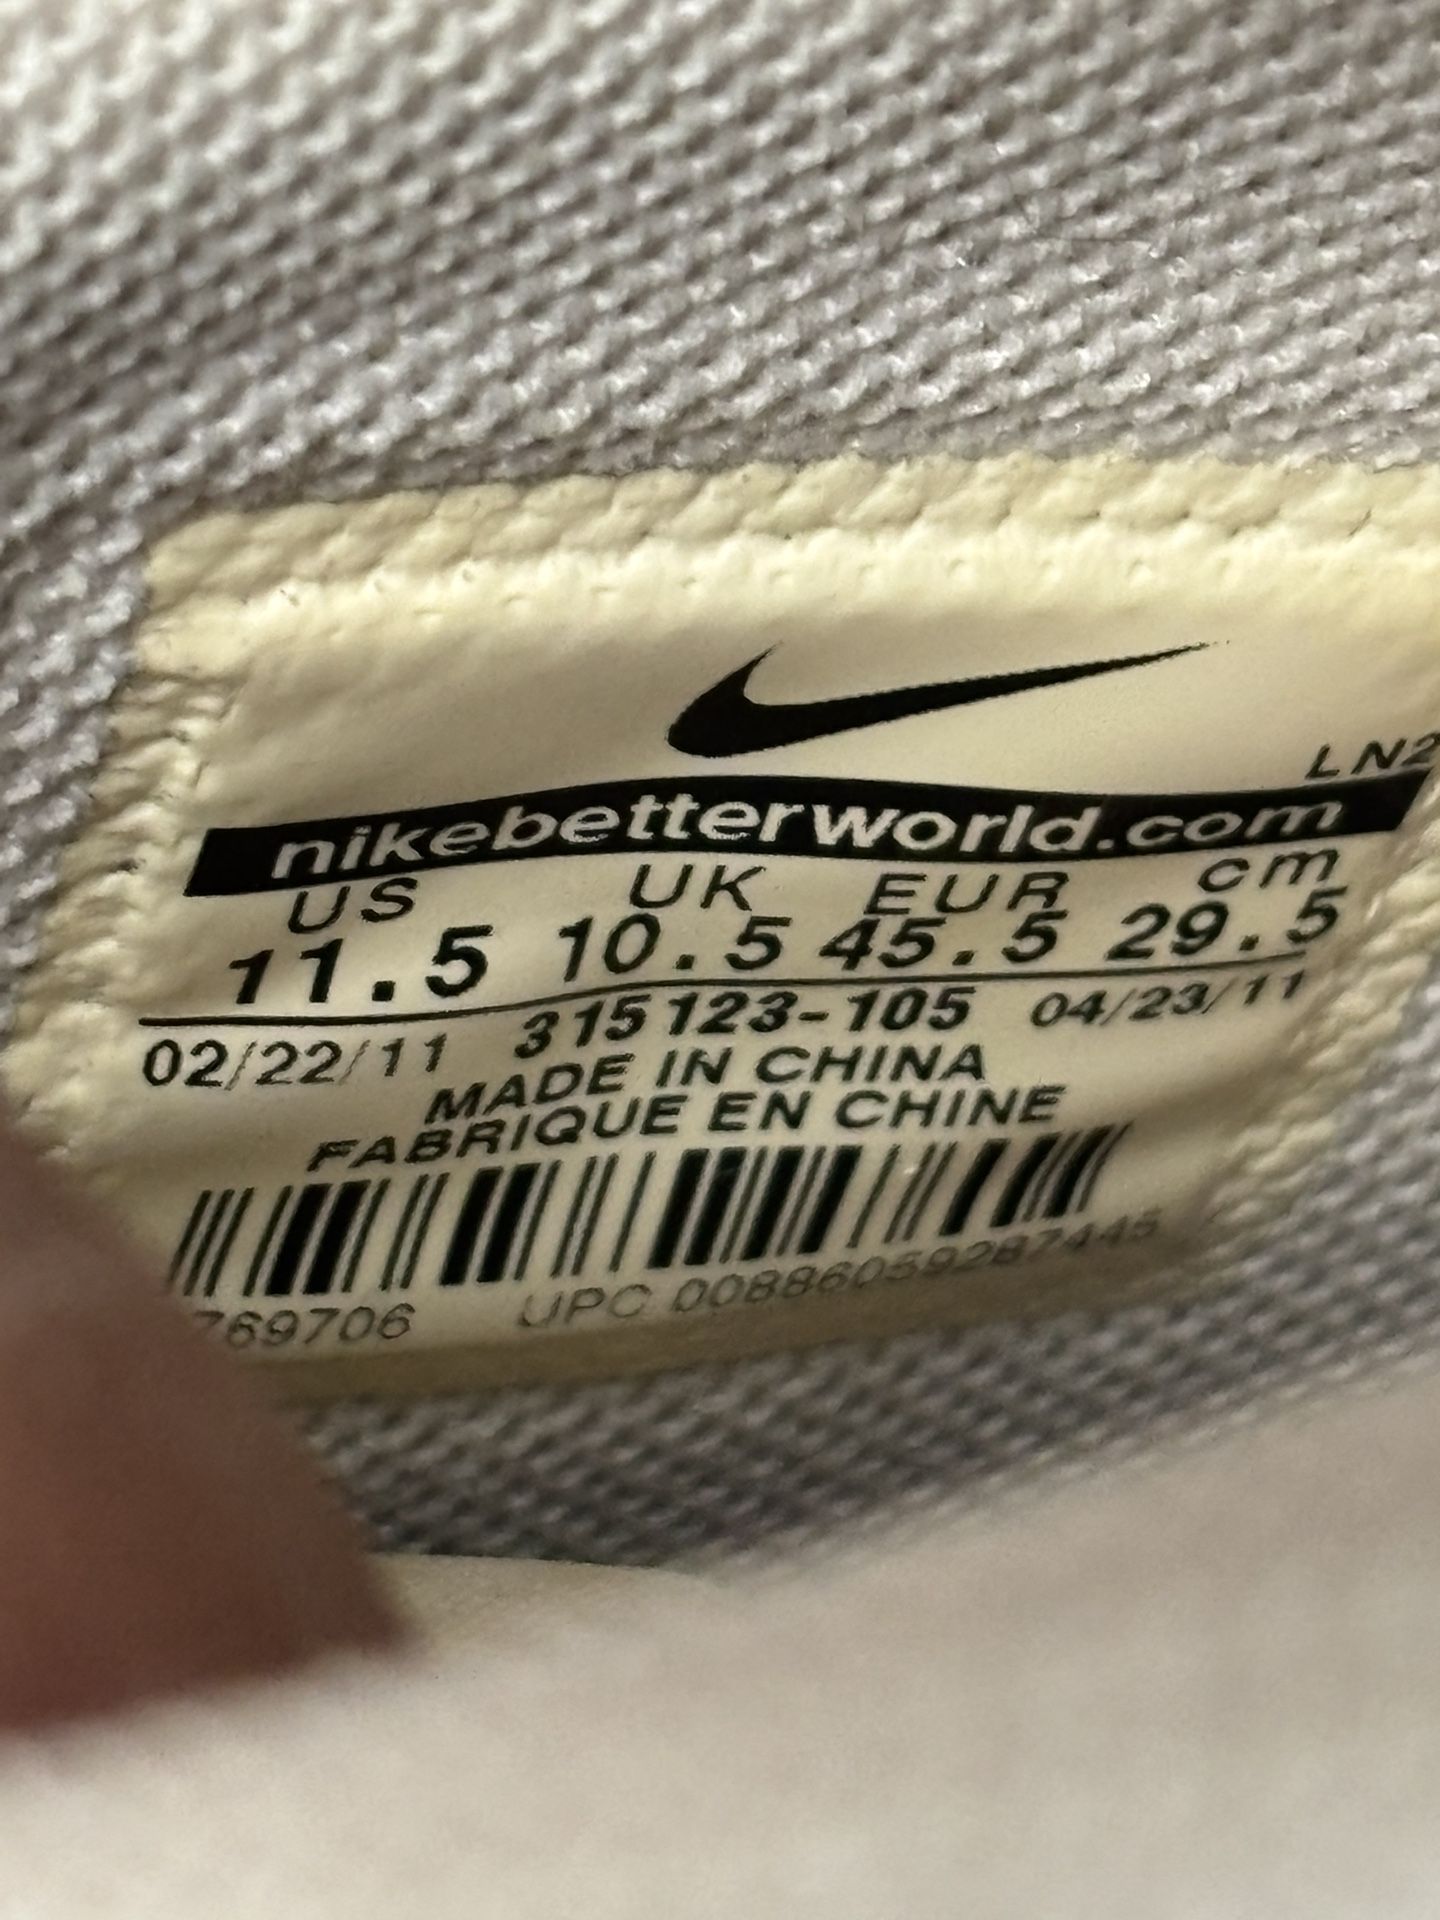 LN2
nikebetterworld.com
US UK EUR cm
11.5 10.5 45.5 29.5
02/22/11 315123-105 04/23/11
MADE IN CHINA
FABRIQUE EN CHINE
769706 UPC 00886059287445